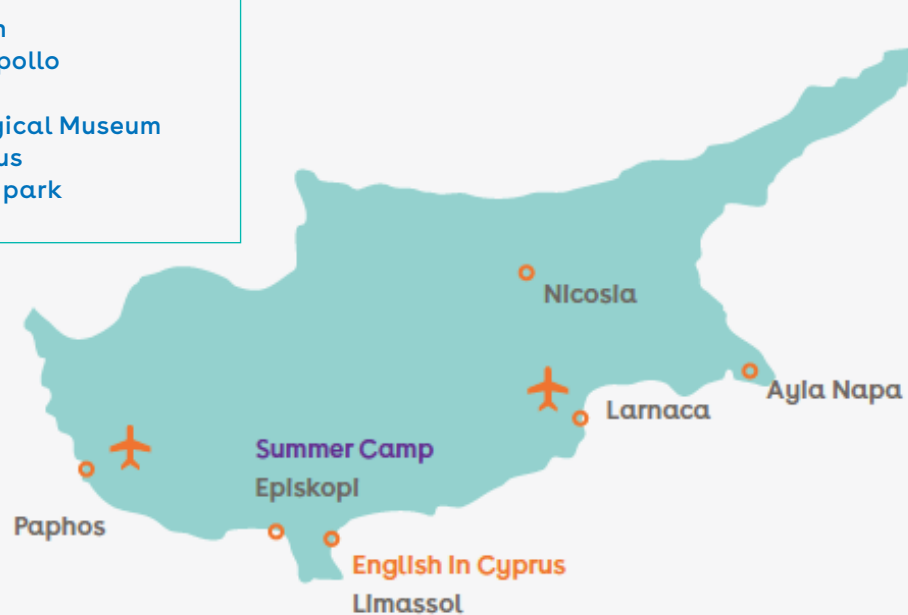 pollo
gical Museum
us
park
Nicosia
Ayia Napa
Larnaca
Summer Camp
Episkopi
Paphos
English in Cyprus
Limassol